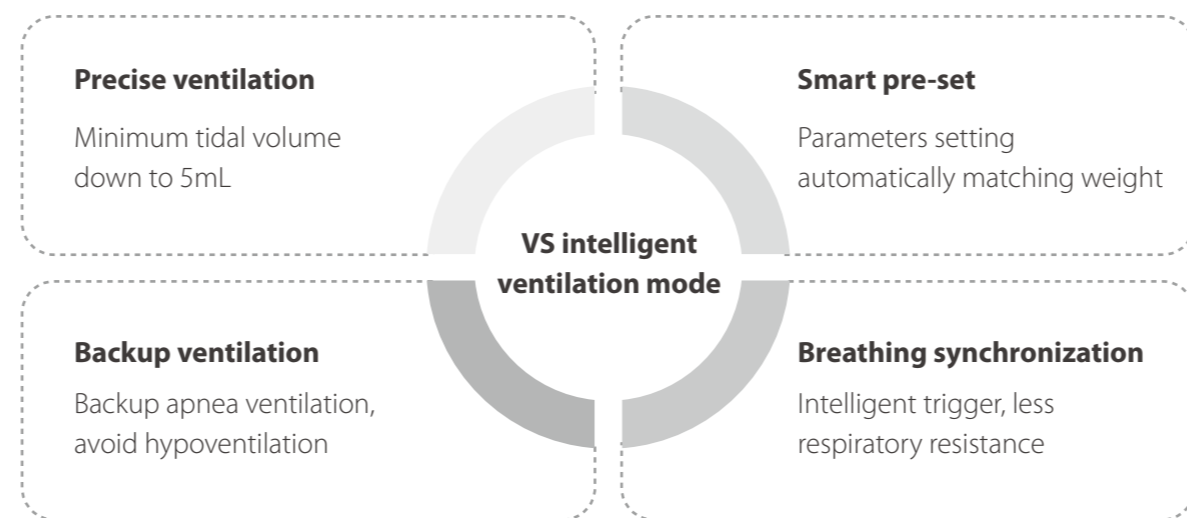 Precise ventilation
Minimum tidal volume
down to 5mL
Smart pre-set
Parameters setting
automatically matching weight
VS intelligent
ventilation mode
Backup ventilation
Backup apnea ventilation,
avoid hypoventilation
Breathing synchronization
Intelligent trigger, less
respiratory resistance